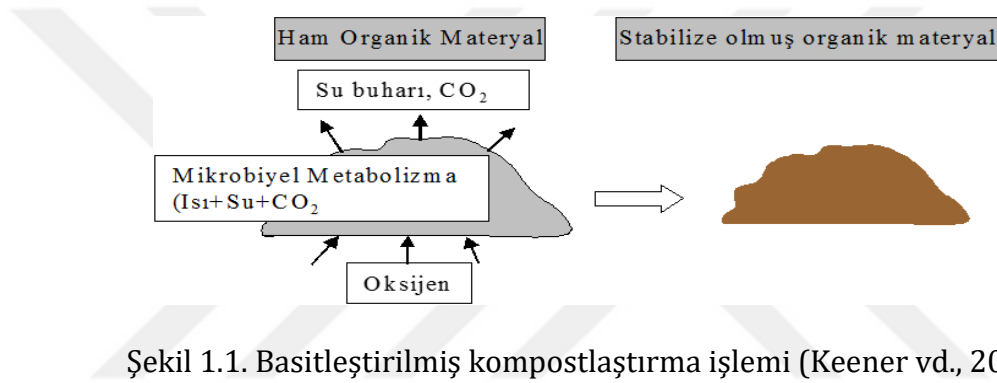 Ham Organik Materyal
Stabilize olmuş organik materyal
Su buharı, CO₂
Mikrobiyel Metabolizma
(Isı+Su+CO₂
Oksijen
Şekil 1.1. Basitleştirilmiş kompostlaştırma işlemi (Keener vd., 20